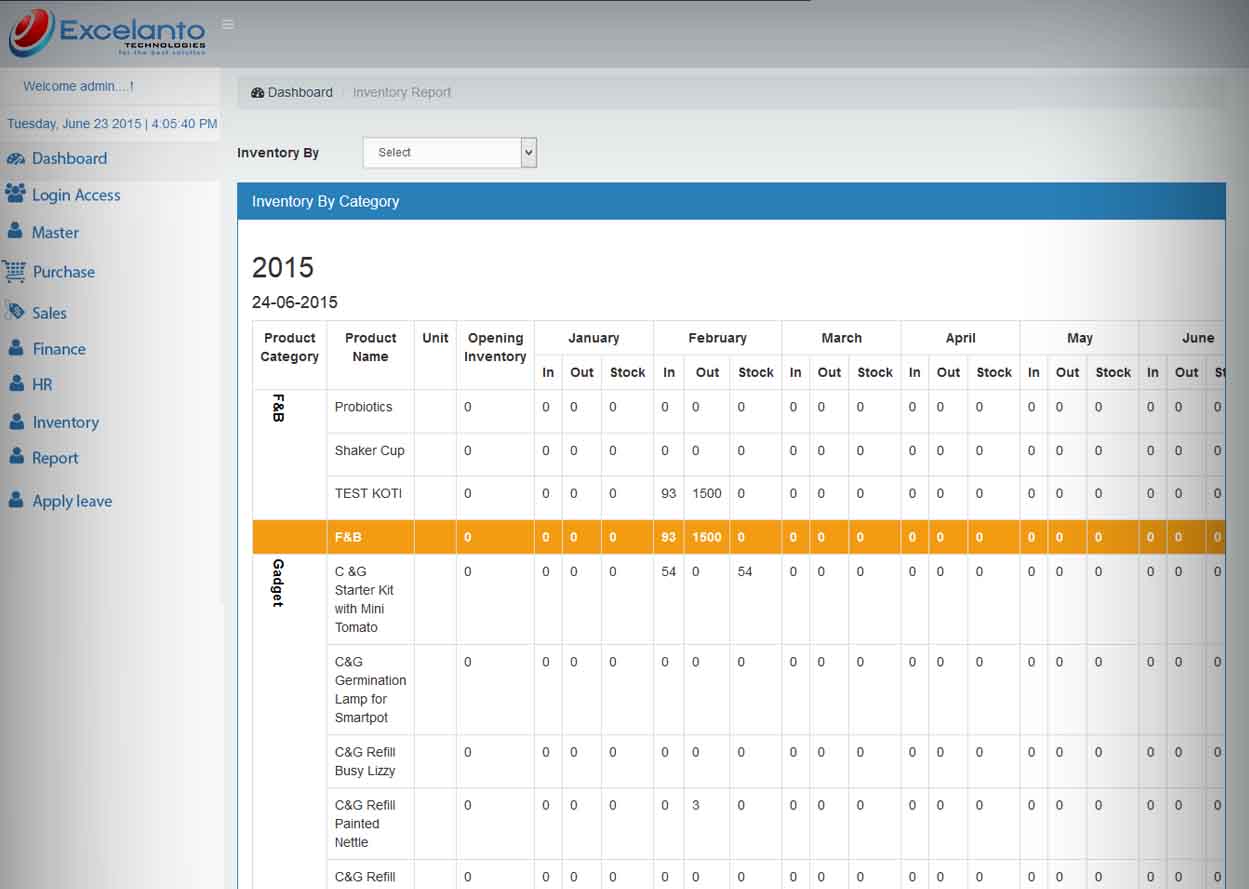 Excelanto
TECHNOLOGIES
for the best solution
Welcome admin....!
Tuesday, June 23 2015 | 4:05:40 PM
Dashboard
Login Access
Master
Purchase
Sales
Finance
HR
Inventory
Report
Apply leave
Dashboard / Inventory Report
Inventory By Select
Inventory By Category
2015
24-06-2015
Product Category Product Name Unit Opening Inventory January February March April May June
In Out Stock In Out Stock In Out Stock In Out Stock In Out Stock In Out
F&B
Probiotics 0 0 0 0 0 0 0 0 0 0 0 0 0 0 0 0 0 0 0
Shaker Cup 0 0 0 0 0 0 0 0 0 0 0 0 0 0 0 0 0 0 0
TEST KOTI 0 0 0 0 93 1500 0 0 0 0 0 0 0 0 0 0 0 0 0
F&B 0 0 0 0 93 1500 0 0 0 0 0 0 0 0 0 0 0 0 0
Gadget
C &G 0 0 0 0 54 0 54 0 0 0 0 0 0 0 0 0 0 0 0
Starter Kit
with Mini
Tomato
C&G 0 0 0 0 0 0 0 0 0 0 0 0 0 0 0 0 0 0 0
Germination
Lamp for
Smartpot
C&G Refill 0 0 0 0 0 0 0 0 0 0 0 0 0 0 0 0 0 0 0
Busy Lizzy
C&G Refill 0 0 0 0 0 3 0 0 0 0 0 0 0 0 0 0 0 0 0
Painted
Nettle
C&G Refill 0 0 0 0 0 0 0 0 0 0 0 0 0 0 0 0 0 0 0